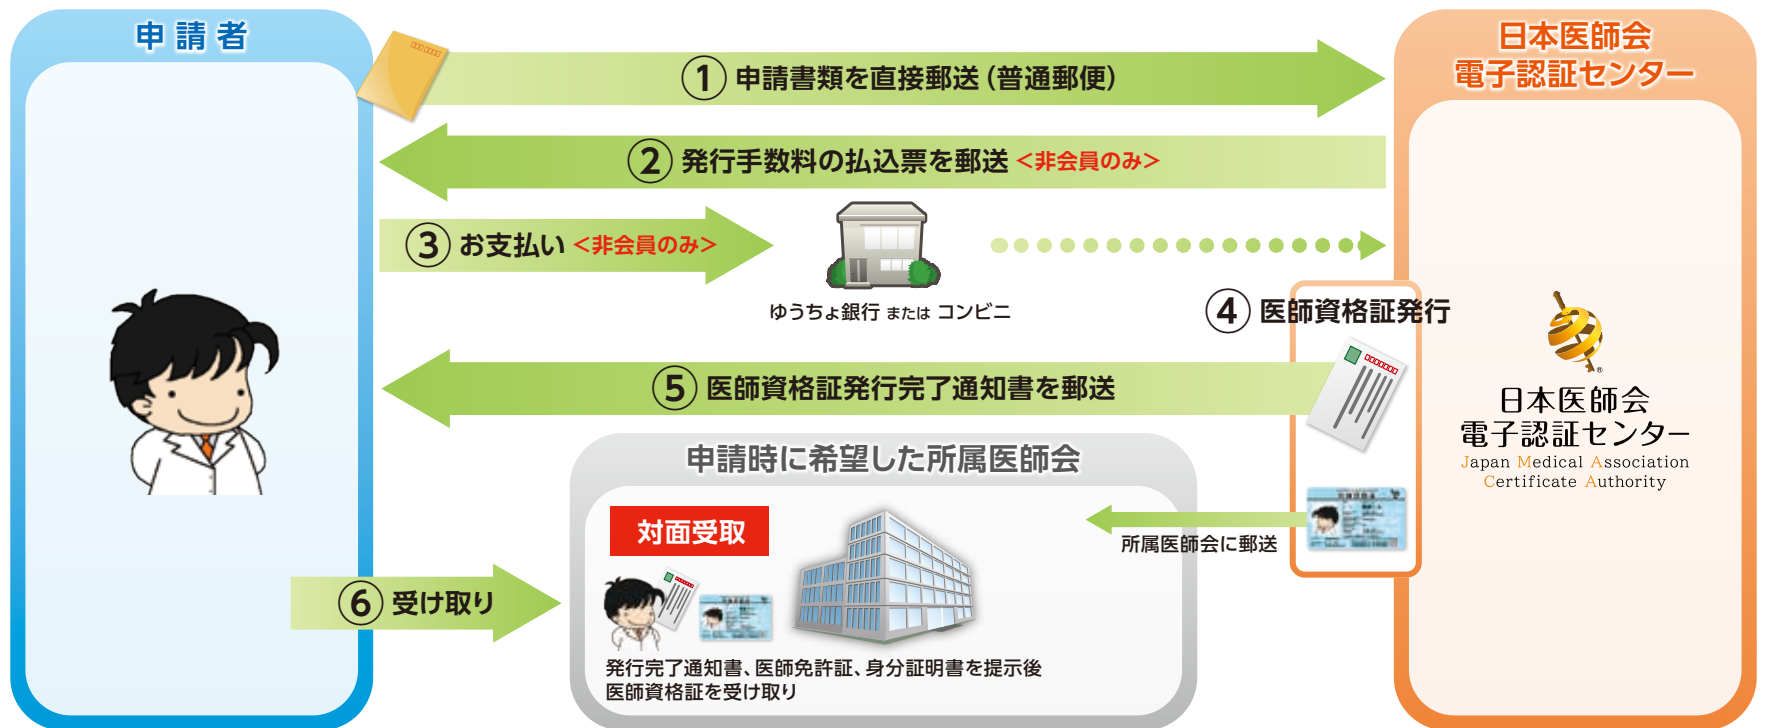 申請者
日本医師会
電子認証センター
① 申請書類を直接郵送（普通郵便）
② 発行手数料の払込票を郵送 <非会員のみ>
③ お支払い <非会員のみ>
ゆうちょ銀行 または コンビニ
④ 医師資格証発行
⑤ 医師資格証発行完了通知書を郵送
日本医師会
電子認証センター
Japan Medical Association
Certificate Authority
®
申請時に希望した所属医師会
対面受取
所属医師会に郵送
⑥ 受け取り
発行完了通知書、医師免許証、身分証明書を提示後
医師資格証を受け取り